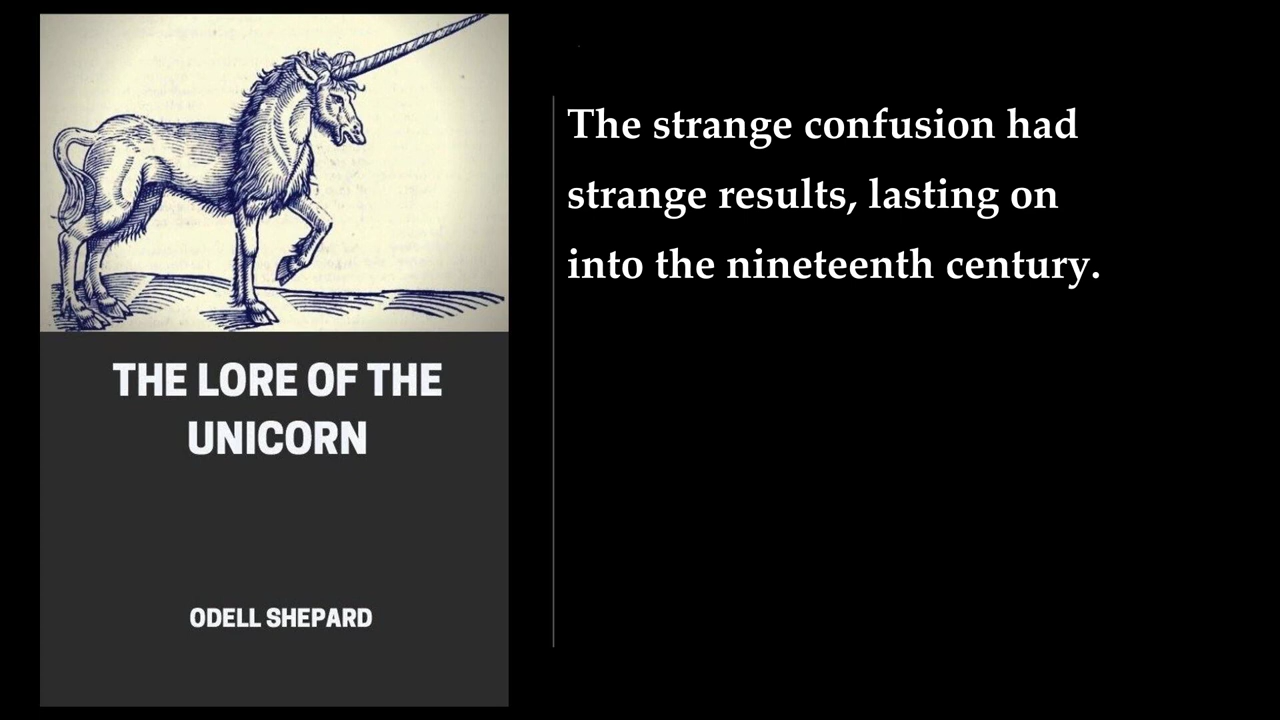 THE LORE OF THE
UNICORN
ODELL SHEPARD
The strange confusion had
strange results, lasting on
into the nineteenth century.